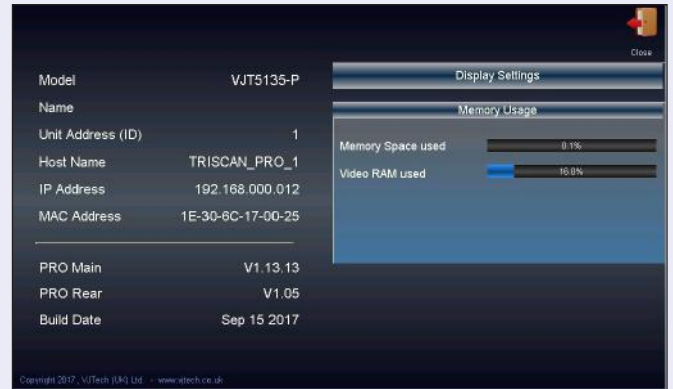 Close
Model VJT5135-P
Name
Unit Address (ID) 1
Host Name TRISCAN_PRO_1
IP Address 192.168.000.012
MAC Address 1E-30-6C-17-00-25
PRO Main V1.13.13
PRO Rear V1.05
Build Date Sep 15 2017
Display Settings
Memory Usage
Memory Space used 0.1%
Video RAM used 16.0%
Copyright 2017, VJTech (UK) Ltd. - www.vjtech.co.uk